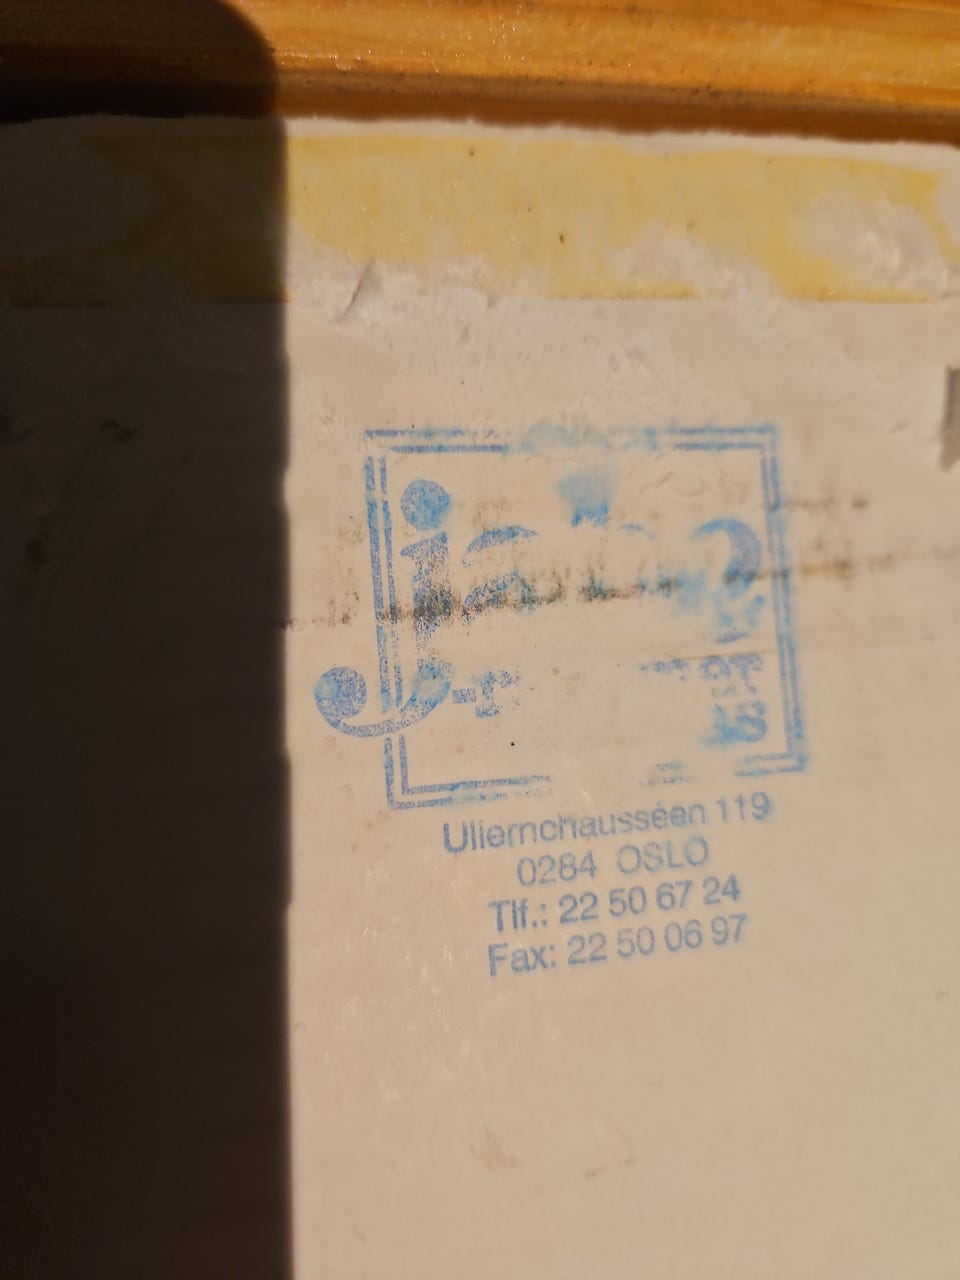 Ullernchausséen 119
0284 OSLO
Tlf.: 22 50 67 24
Fax: 22 50 06 97